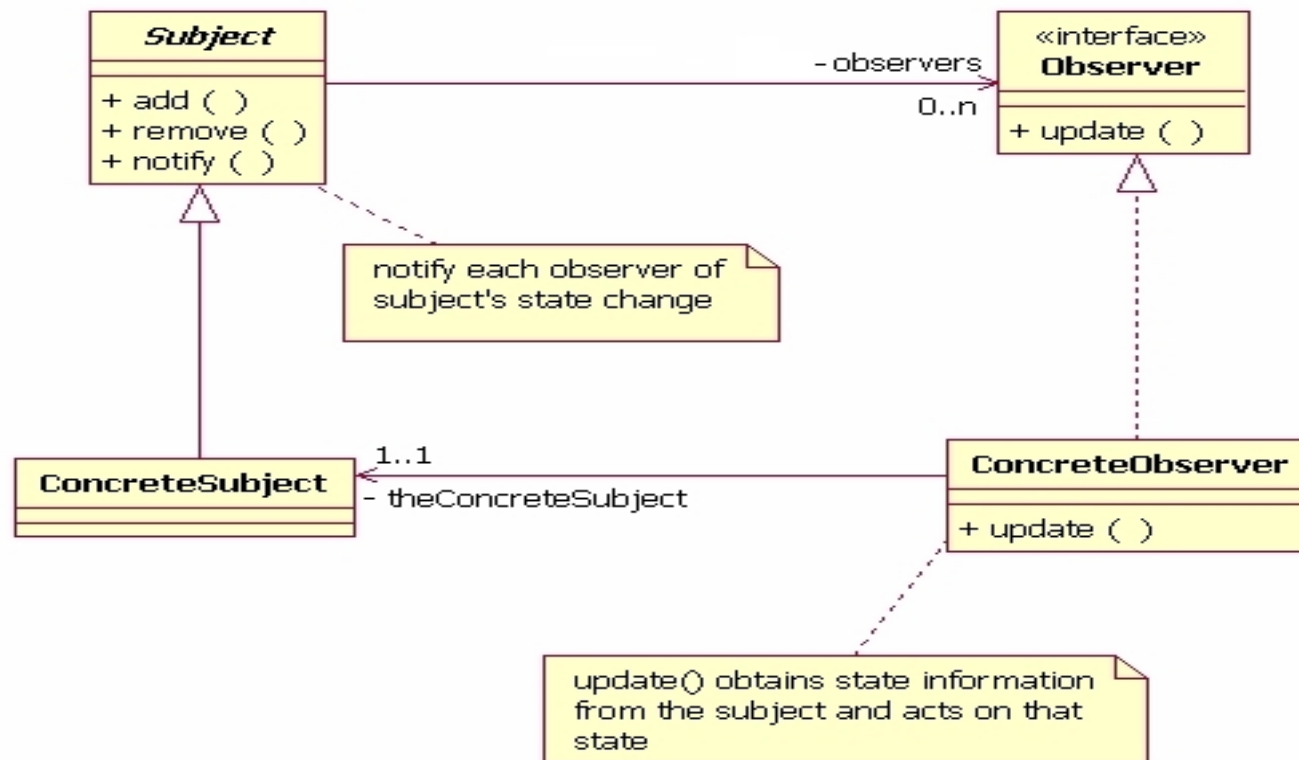 Subject
+ add ( )
+ remove ( )
+ notify ( )
- observers
0..n
«interface»
Observer
+ update ( )
notify each observer of
subject's state change
ConcreteSubject
1..1
- theConcreteSubject
ConcreteObserver
+ update ( )
update() obtains state information
from the subject and acts on that
state